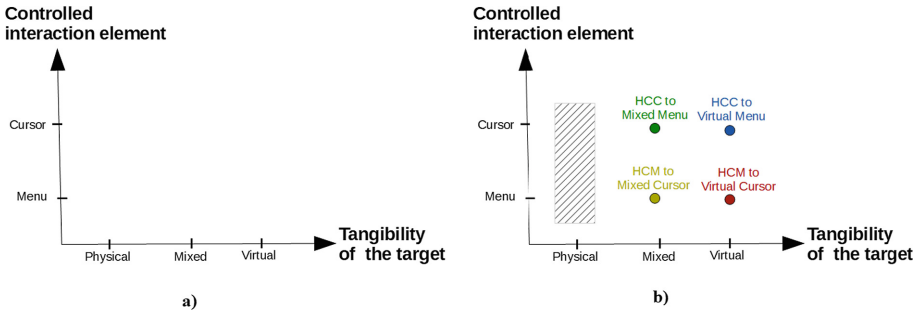 Controlled
interaction element
Cursor
Menu
Physical
Mixed
Virtual
Tangibility
of the target
a)
Controlled
interaction element
HCC to
Mixed Menu
HCC to
Virtual Menu
Cursor
HCM to
Mixed Cursor
HCM to
Virtual Cursor
Menu
Physical
Mixed
Virtual
Tangibility
of the target
b)